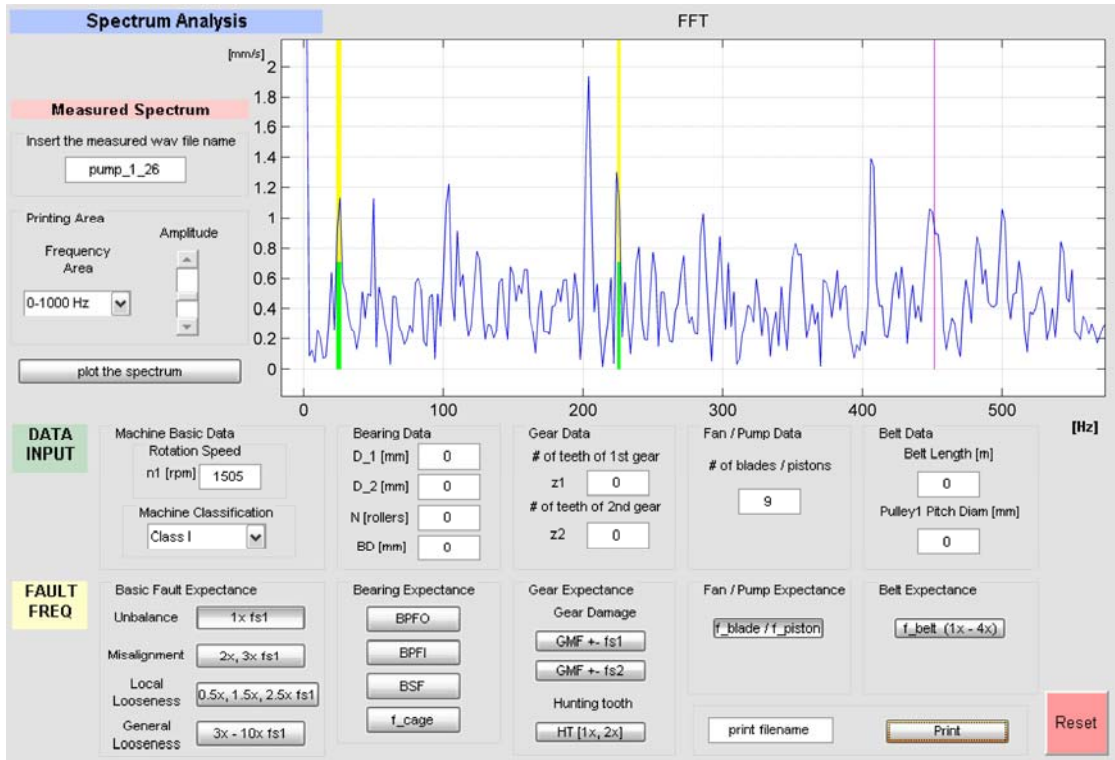 Spectrum Analysis
FFT
[mm/s]
2
1.8
1.6
1.4
1.2
1
0.8
0.6
0.4
0.2
0
0 100 200 300 400 500
[Hz]
Measured Spectrum
Insert the measured wav file name
pump_1_26
Printing Area
Frequency
Area
Amplitude
0-1000 Hz
plot the spectrum
DATA
INPUT
Machine Basic Data
Rotation Speed
n1 [rpm] 1505
Machine Classification
Class I
Bearing Data
D_1 [mm] 0
D_2 [mm] 0
N [rollers] 0
BD [mm] 0
Gear Data
# of teeth of 1st gear
z1 0
# of teeth of 2nd gear
z2 0
Fan / Pump Data
# of blades / pistons
9
Belt Data
Belt Length [m]
0
Pulley1 Pitch Diam [mm]
0
FAULT
FREQ
Basic Fault Expectance
Unbalance 1x fs1
Misalignment 2x, 3x fs1
Local
Looseness 0.5x, 1.5x, 2.5x fs1
General
Looseness 3x - 10x fs1
Bearing Expectance
BPFO
BPFI
BSF
f_cage
Gear Expectance
Gear Damage
GMF +- fs1
GMF +- fs2
Hunting tooth
HT [1x, 2x]
Fan / Pump Expectance
f_blade / f_piston
Belt Expectance
f_belt (1x - 4x)
print filename
Print
Reset